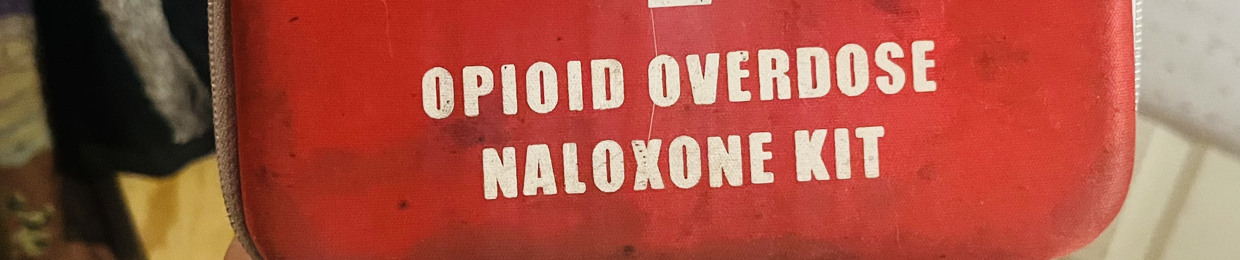 OPIOID OVERDOSE
NALOXONE KIT